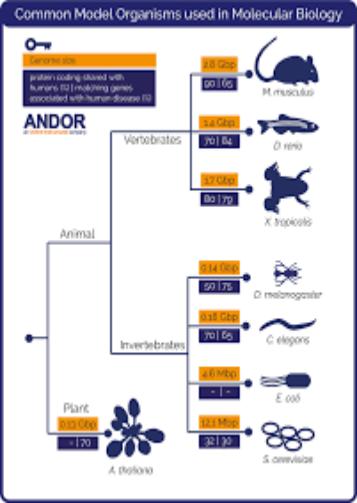 Common Model Organisms used in Molecular Biology
Genome size
protein coding shared with
humans (%) | matching genes
associated with human disease (%)
ANDOR
2.8 Gbp
90 | 65
M. musculus
1.4 Gbp
70 | 84
D. rerio
Vertebrates
1.7 Gbp
80 | 79
X. tropicalis
Animal
0.14 Gbp
50 | 75
D. melanogaster
0.18 Gbp
70 | 65
C. elegans
Invertebrates
4.6 Mbp
- | -
E. coli
Plant
0.13 Gbp
- | 70
A. thaliana
12.1 Mbp
32 | 30
S. cerevisiae